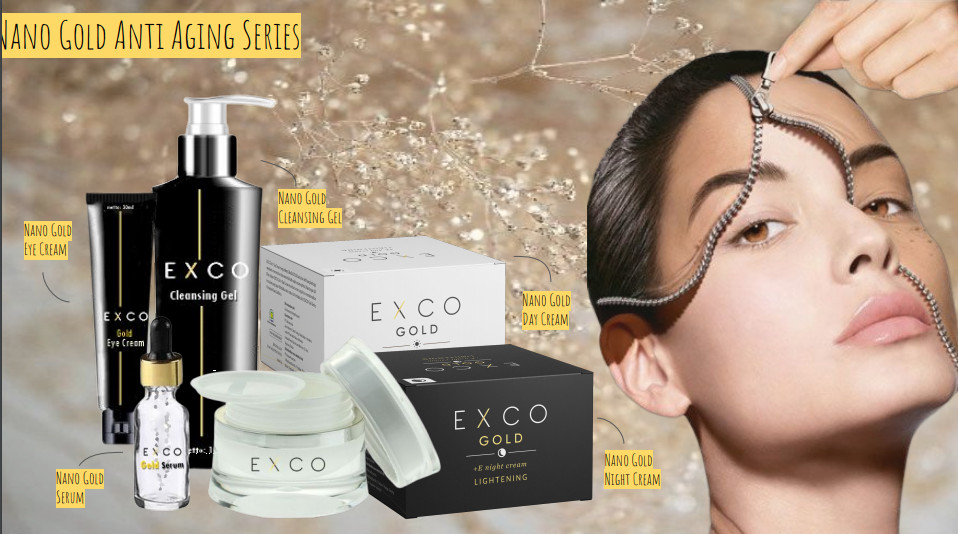 Nano Gold Anti Aging Series
Nano Gold
Cleansing Gel
Nano Gold
Eye Cream
netto: 30ml
EXCO
Cleansing Gel
EXCO
Gold
Eye Cream
EXCO
GOLD
Nano Gold
Day Cream
EXCO
GOLD
+E night cream
LIGHTENING
EXCO
Gold Serum
EXCO
Nano Gold
Serum
Nano Gold
Night Cream